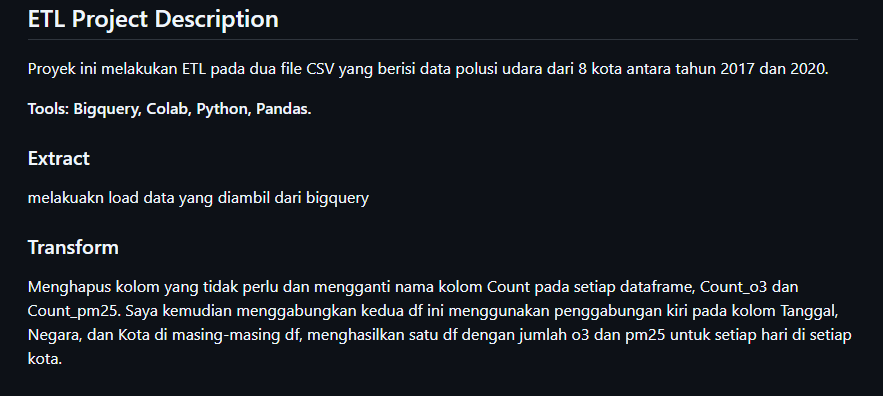 ETL Project Description
Proyek ini melakukan ETL pada dua file CSV yang berisi data polusi udara dari 8 kota antara tahun 2017 dan 2020.
Tools: Bigquery, Colab, Python, Pandas.
Extract
melakuakn load data yang diambil dari bigquery
Transform
Menghapus kolom yang tidak perlu dan mengganti nama kolom Count pada setiap dataframe, Count_o3 dan
Count_pm25. Saya kemudian menggabungkan kedua df ini menggunakan penggabungan kiri pada kolom Tanggal,
Negara, dan Kota di masing-masing df, menghasilkan satu df dengan jumlah o3 dan pm25 untuk setiap hari di setiap
kota.